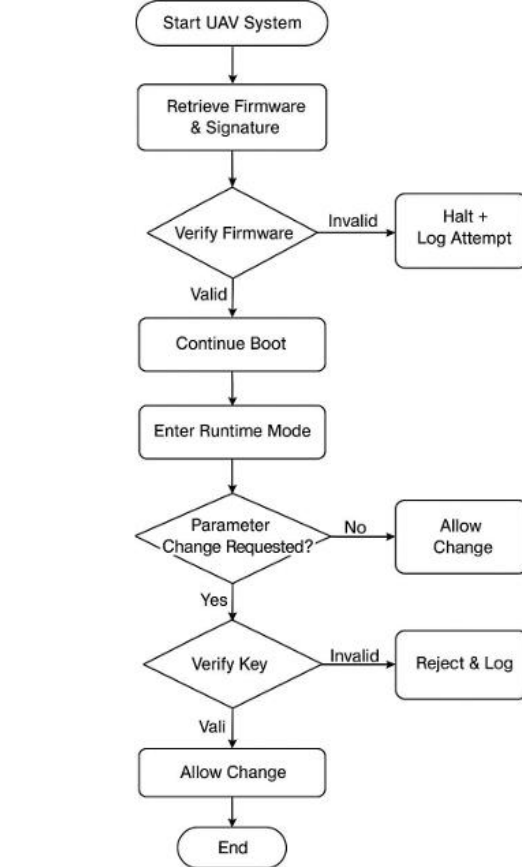 Start UAV System
Retrieve Firmware
& Signature
Verify Firmware
Invalid
Halt +
Log Attempt
Valid
Continue Boot
Enter Runtime Mode
Parameter
Change Requested?
No
Allow
Change
Yes
Verify Key
Invalid
Reject & Log
Vali
Allow Change
End